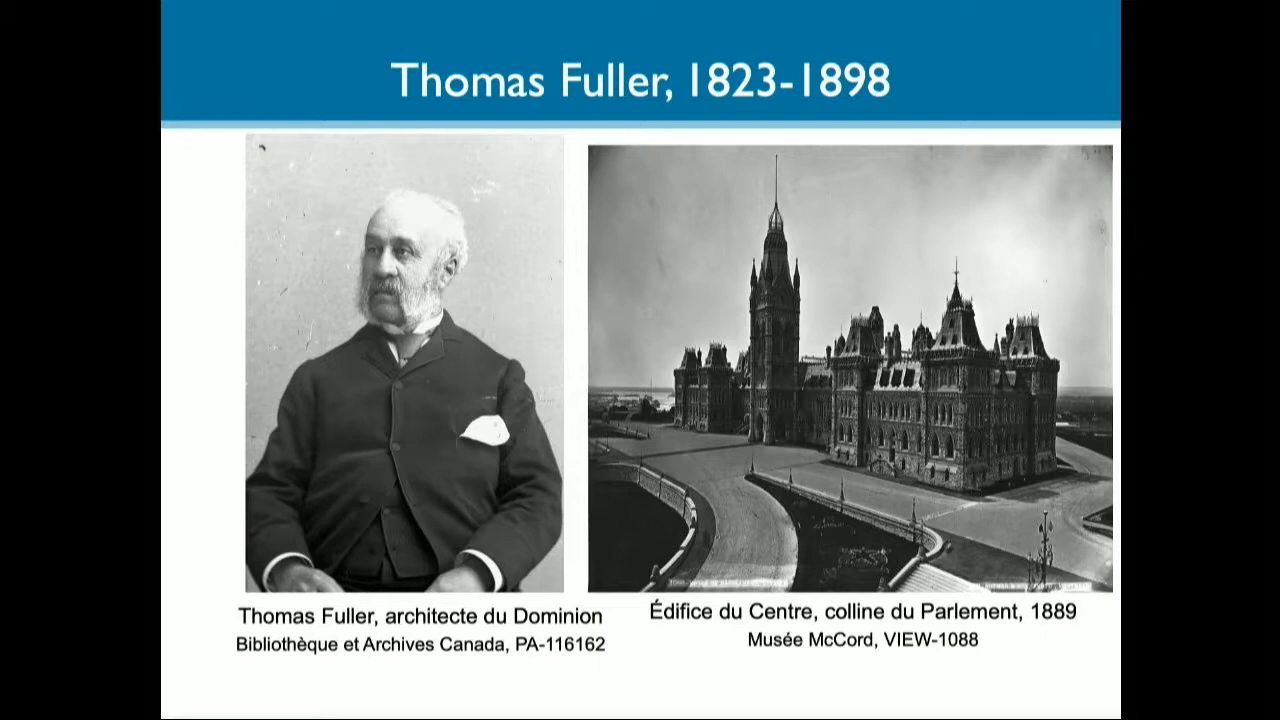 Thomas Fuller, 1823-1898
Thomas Fuller, architecte du Dominion
Bibliothèque et Archives Canada, PA-116162
Édifice du Centre, colline du Parlement, 1889
Musée McCord, VIEW-1088